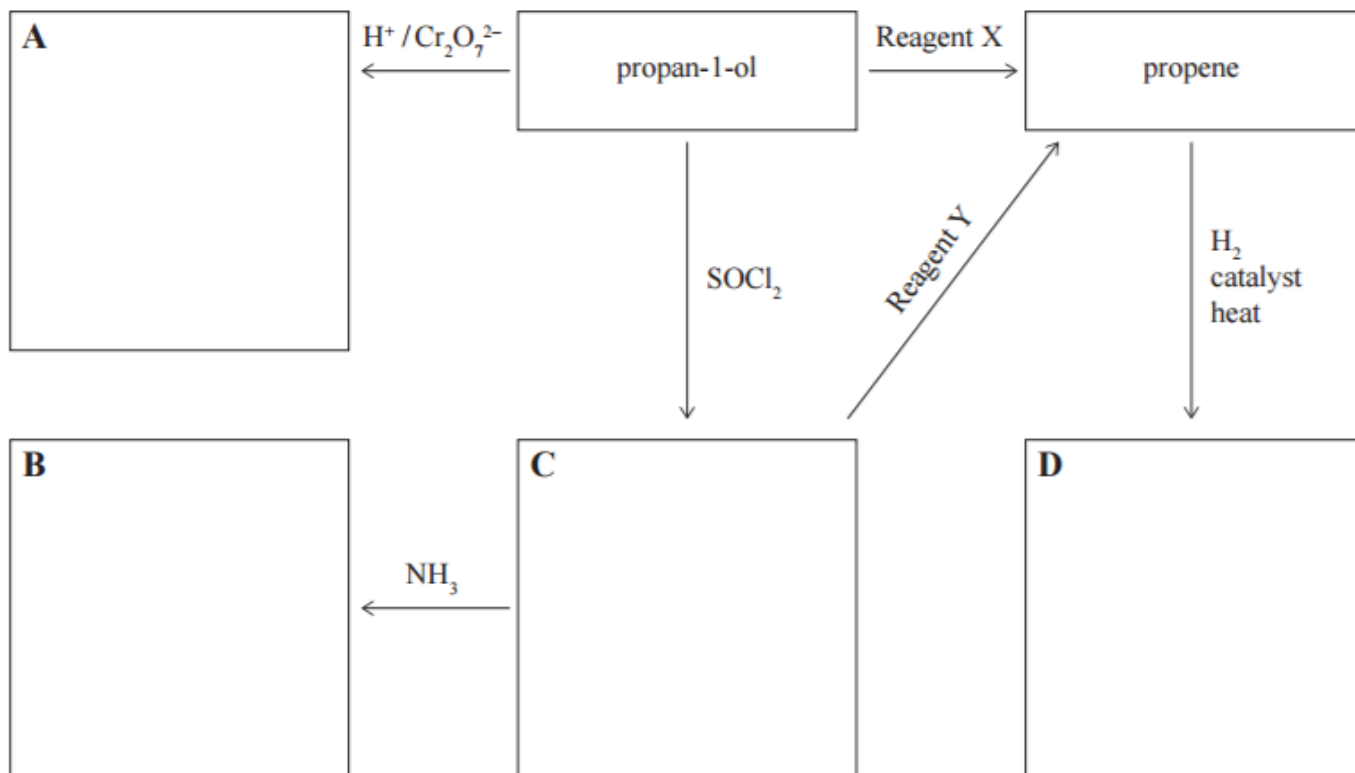 A
H⁺ / Cr₂O₇²⁻
propan-1-ol
Reagent X
propene
SOCl₂
Reagent Y
H₂
catalyst
heat
B
NH₃
C
D